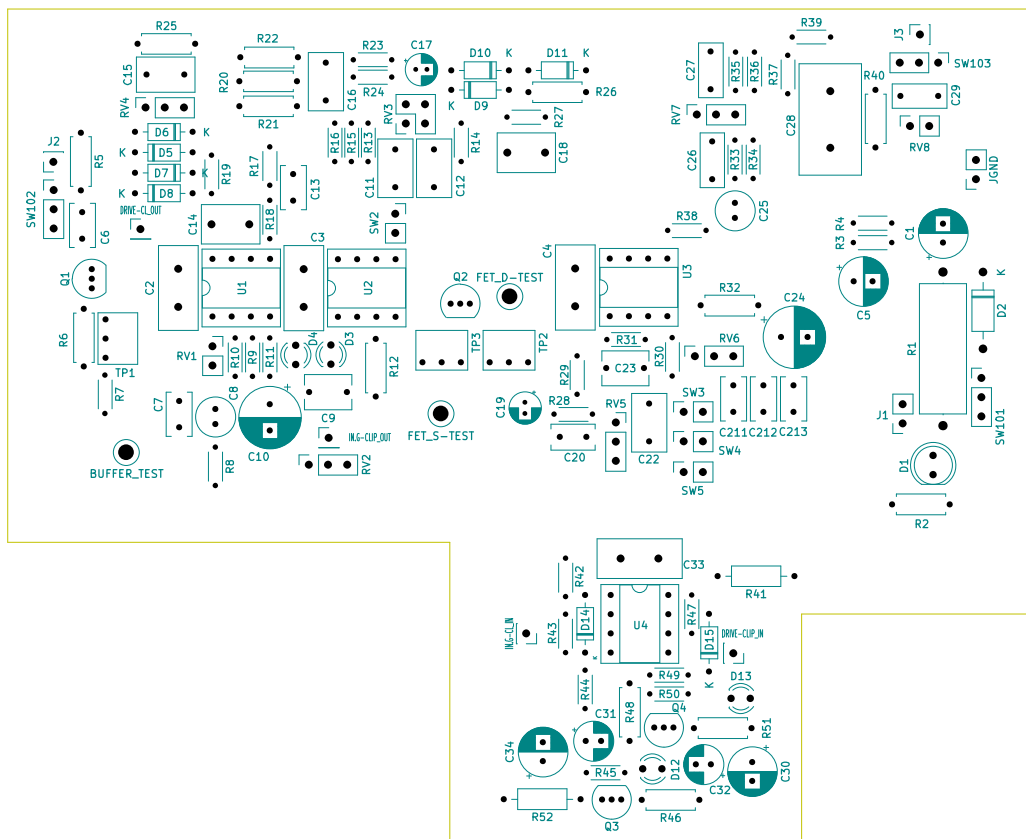 R25
R22
R23
C17
D10
K
D11
K
R39
J3
SW103
C15
R20
C16
R24
D9
K
R26
C27
R35
R36
R37
R40
C29
RV4
R21
RV3
R27
RV7
C28
RV8
D6
K
R16
R15
R13
R14
C18
C26
R33
R34
J2
R5
K
D5
D7
K
R19
R17
C13
C11
C12
JGND
K
D8
SW102
C6
DRIVE-CL_OUT
C14
R18
SW2
C25
R38
R4
R3
C1
C3
C4
Q1
C2
U1
U2
Q2
FET_D-TEST
U3
K
R32
C24
C5
D2
R6
TP1
RV1
R10
R9
R11
D4
D3
R12
TP3
TP2
R31
R30
RV6
R1
C23
R29
R7
C7
C8
C9
C19
R28
RV5
SW3
C211
C212
C213
J1
SW101
C10
IN.G-CLIP_OUT
FET_S-TEST
C20
C22
SW4
BUFFER_TEST
R8
RV2
SW5
D1
R2
R42
C33
R41
IN.G-CL_IN
R43
D14
K
U4
R47
D15
DRIVE-CLIP_IN
K
R44
R49
R50
D13
R48
Q4
C31
R51
C34
R45
D12
C32
C30
R52
Q3
R46